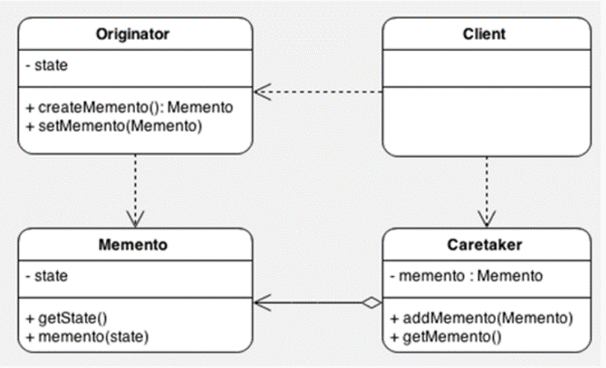 Originator
- state
+ createMemento(): Memento
+ setMemento(Memento)
Client
Memento
- state
+ getState()
+ memento(state)
Caretaker
- memento : Memento
+ addMemento(Memento)
+ getMemento()